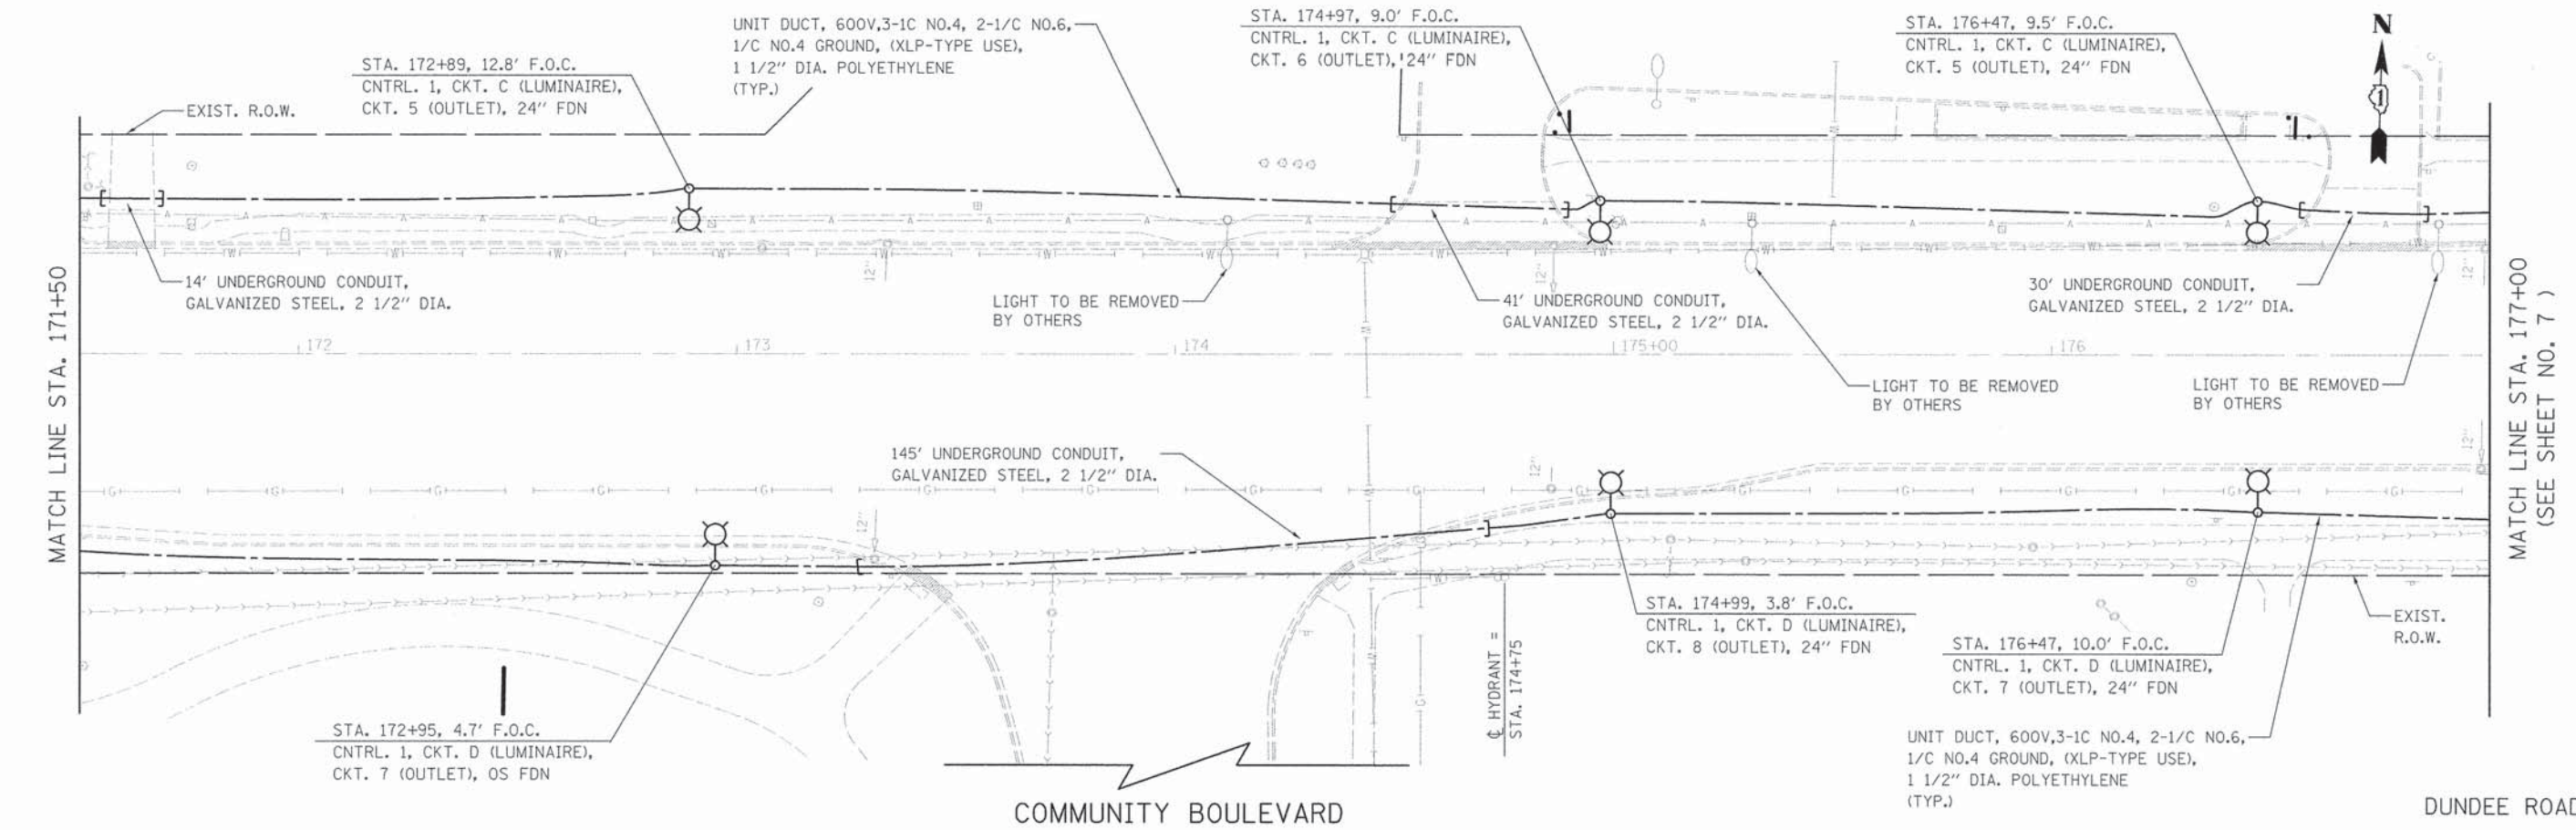 UNIT DUCT, 600V,3-1C NO.4, 2-1/C NO.6,
1/C NO.4 GROUND, (XLP-TYPE USE),
1 1/2" DIA. POLYETHYLENE
(TYP.)
STA. 174+97, 9.0' F.O.C.
CNTRL. 1, CKT. C (LUMINAIRE),
CKT. 6 (OUTLET), 24" FDN
STA. 176+47, 9.5' F.O.C.
CNTRL. 1, CKT. C (LUMINAIRE),
CKT. 5 (OUTLET), 24" FDN
N
1
STA. 172+89, 12.8' F.O.C.
CNTRL. 1, CKT. C (LUMINAIRE),
CKT. 5 (OUTLET), 24" FDN
EXIST. R.O.W.
14' UNDERGROUND CONDUIT,
GALVANIZED STEEL, 2 1/2" DIA.
12"
LIGHT TO BE REMOVED
BY OTHERS
12"
41' UNDERGROUND CONDUIT,
GALVANIZED STEEL, 2 1/2" DIA.
30' UNDERGROUND CONDUIT,
GALVANIZED STEEL, 2 1/2" DIA.
12"
MATCH LINE STA. 171+50
172
173
174
175+00
176
LIGHT TO BE REMOVED
BY OTHERS
LIGHT TO BE REMOVED
BY OTHERS
MATCH LINE STA. 177+00
(SEE SHEET NO. 7 )
145' UNDERGROUND CONDUIT,
GALVANIZED STEEL, 2 1/2" DIA.
12"
12"
12"
STA. 174+99, 3.8' F.O.C.
CNTRL. 1, CKT. D (LUMINAIRE),
CKT. 8 (OUTLET), 24" FDN
STA. 176+47, 10.0' F.O.C.
CNTRL. 1, CKT. D (LUMINAIRE),
CKT. 7 (OUTLET), 24" FDN
EXIST.
R.O.W.
℄ HYDRANT =
STA. 174+75
STA. 172+95, 4.7' F.O.C.
CNTRL. 1, CKT. D (LUMINAIRE),
CKT. 7 (OUTLET), OS FDN
UNIT DUCT, 600V,3-1C NO.4, 2-1/C NO.6,
1/C NO.4 GROUND, (XLP-TYPE USE),
1 1/2" DIA. POLYETHYLENE
(TYP.)
COMMUNITY BOULEVARD
DUNDEE ROAD